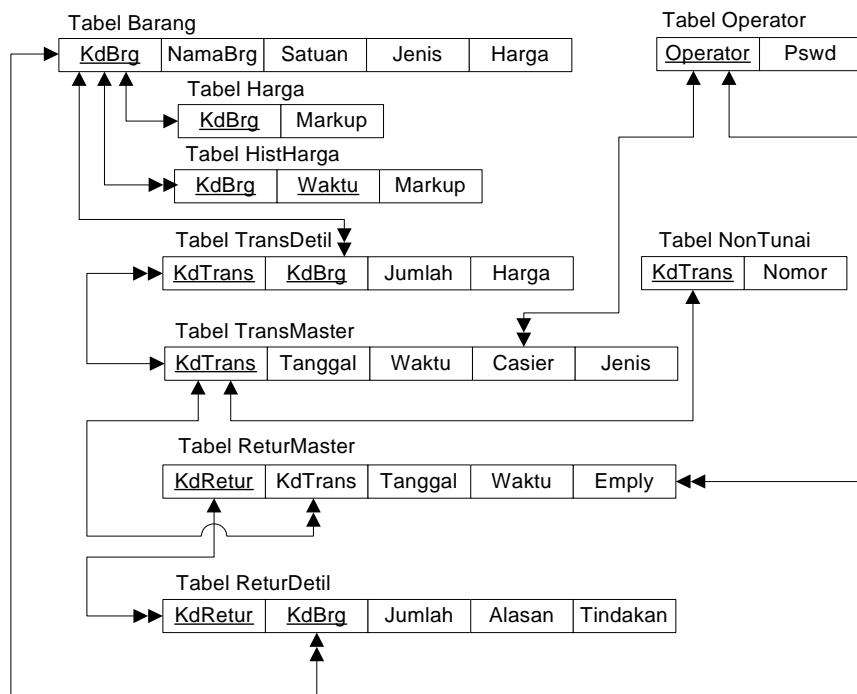 Tabel Barang
KdBrg NamaBrg Satuan Jenis Harga
Tabel Operator
Operator Pswd
Tabel Harga
KdBrg Markup
Tabel HistHarga
KdBrg Waktu Markup
Tabel TransDetil
KdTrans KdBrg Jumlah Harga
Tabel NonTunai
KdTrans Nomor
Tabel TransMaster
KdTrans Tanggal Waktu Casier Jenis
Tabel ReturMaster
KdRetur KdTrans Tanggal Waktu Emply
Tabel ReturDetil
KdRetur KdBrg Jumlah Alasan Tindakan